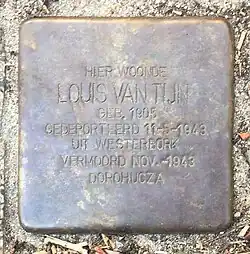 HIER WOONDE
LOUIS VAN TIJN
GEB. 1905
GEDEPORTEERD 11-5-1943
UIT WESTERBORK
VERMOORD NOV. 1943
DOROHUCZA